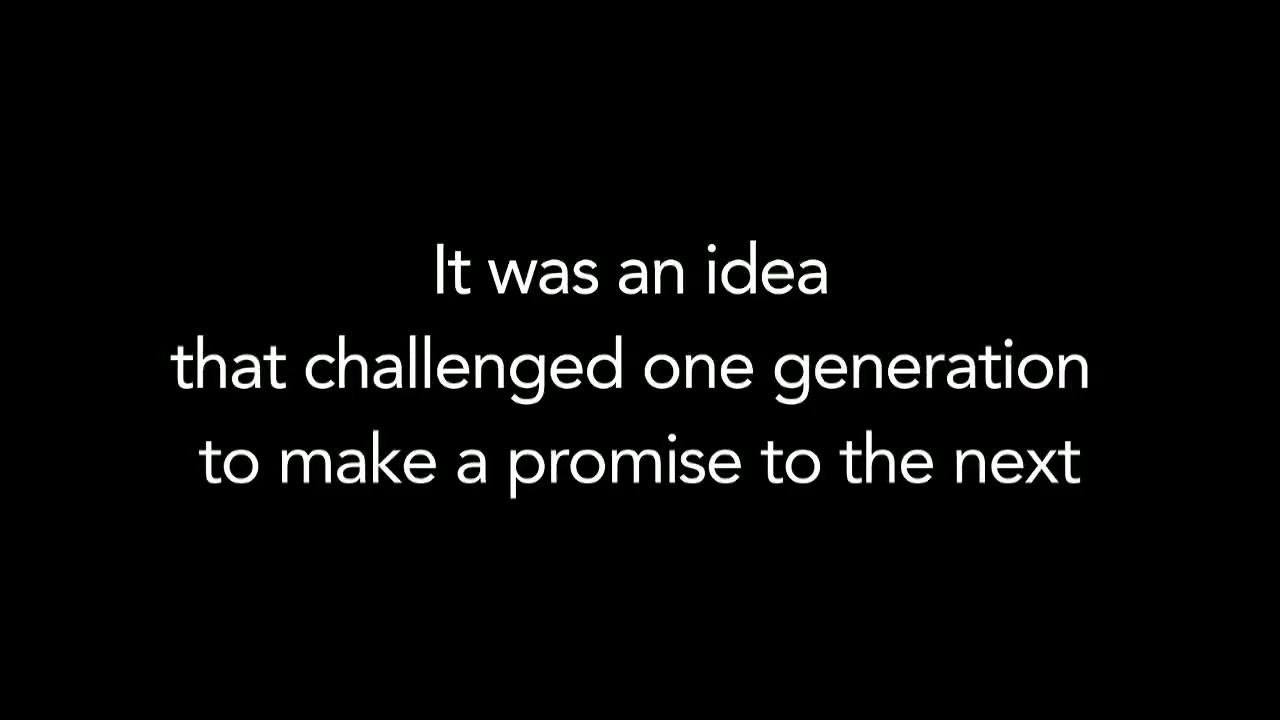 It was an idea
that challenged one generation
to make a promise to the next